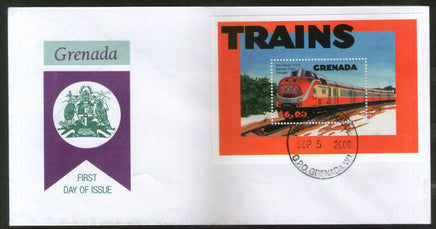 Grenada
FIRST
DAY OF ISSUE
TRAINS
GRENADA
$6.00
SEP 5 2000
G.P.O. GRENADA, W.I.